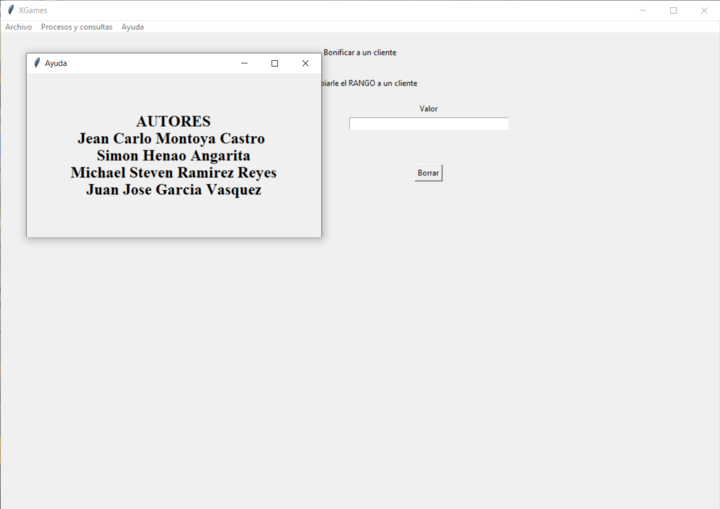 XGames
Archivo Procesos y consultas Ayuda
Bonificar a un cliente
Ayuda
el RANGO a un cliente
AUTORES
Jean Carlo Montoya Castro
Simon Henao Angarita
Michael Steven Ramirez Reyes
Juan Jose Garcia Vasquez
Valor
Borrar